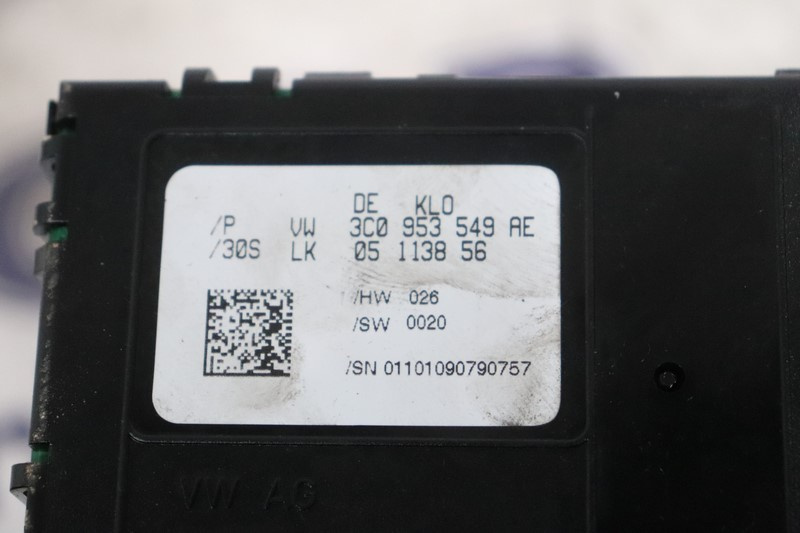 DE KLO
/P VW 3C0 953 549 AE
/30S LK 05 1138 56
/HW 026
/SW 0020
/SN 01101090790757
VW AG